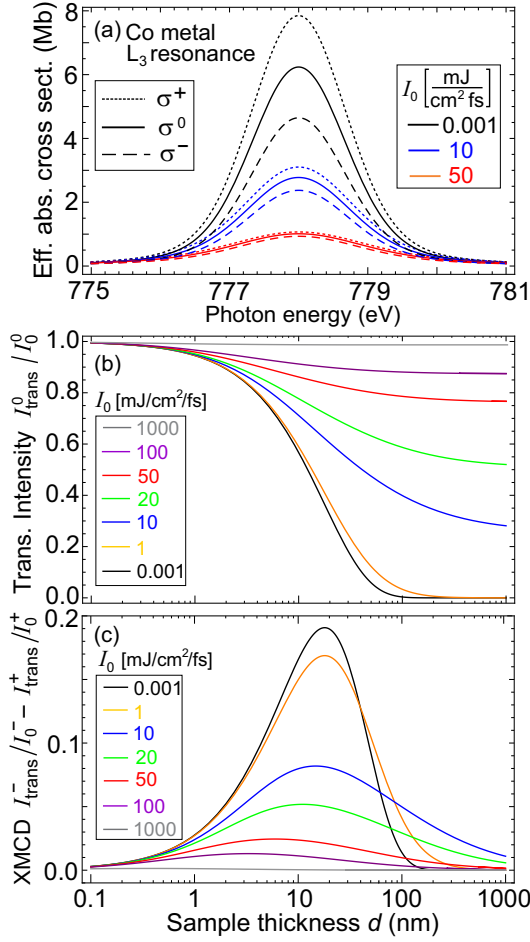 (a) Co metal
L₃ resonance
σ⁺
σ⁰
σ⁻
I₀ [mJ/cm² fs]
0.001
10
50
Eff. abs. cross sect. (Mb)
8
6
4
2
0
775
777
779
781
Photon energy (eV)
(b)
I₀ [mJ/cm²/fs]
1000
100
50
20
10
1
0.001
Trans. Intensity I⁰trans / I⁰₀
1.0
0.8
0.6
0.4
0.2
0.0
(c)
I₀ [mJ/cm²/fs]
0.001
1
10
20
50
100
1000
XMCD I⁻trans/I₀⁻ − I⁺trans/I₀⁺
0.2
0.1
0.0
0.1
1
10
100
1000
Sample thickness d (nm)